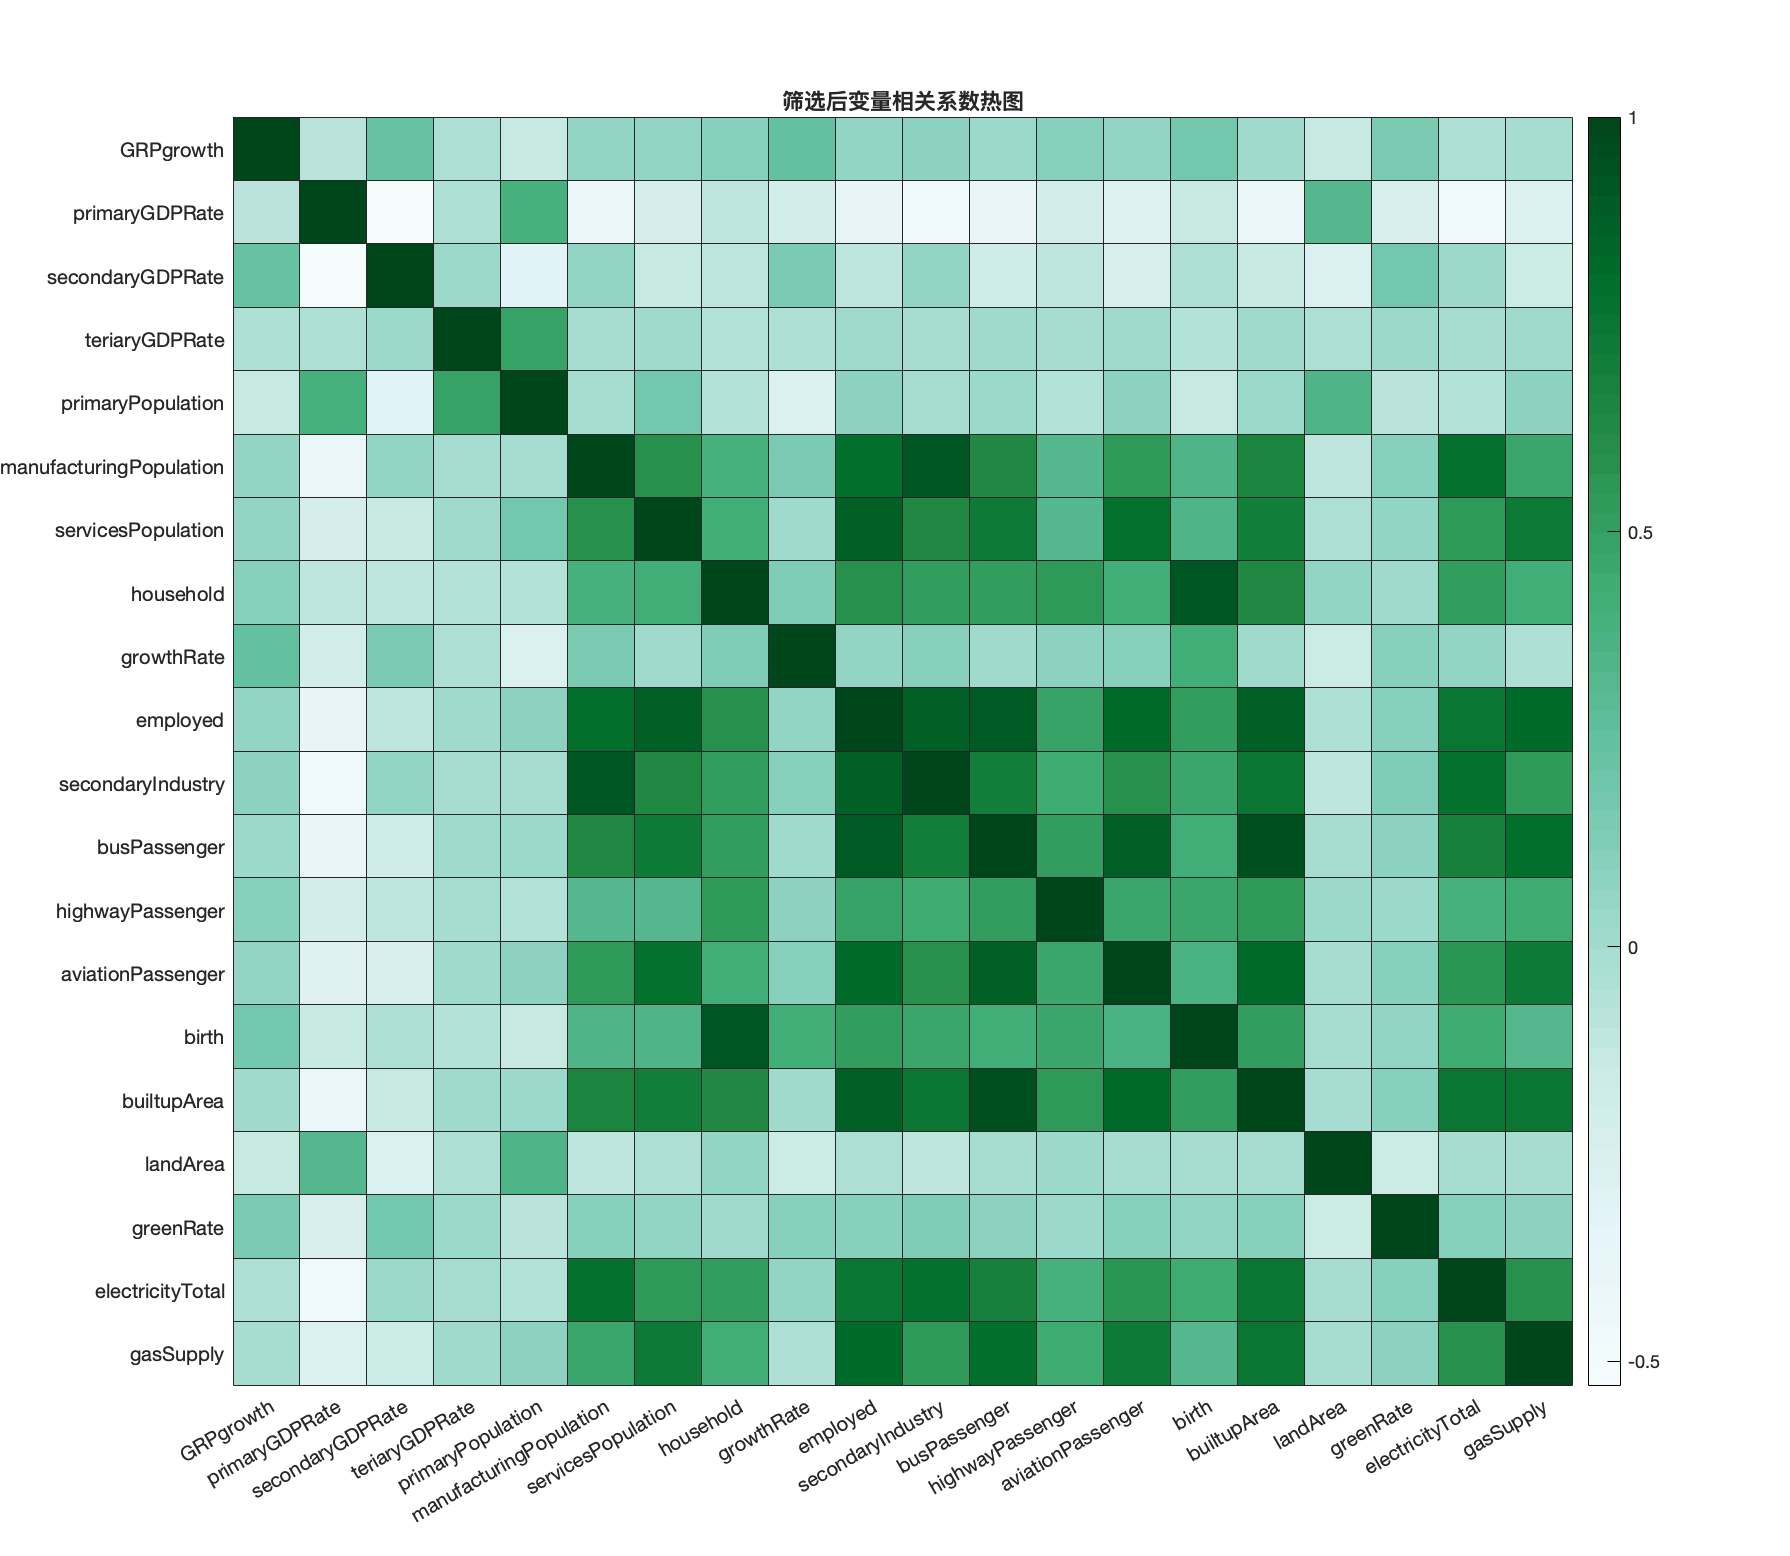 筛选后变量相关系数热图
GRPgrowth
primaryGDPRate
secondaryGDPRate
teriaryGDPRate
primaryPopulation
manufacturingPopulation
servicesPopulation
household
growthRate
employed
secondaryIndustry
busPassenger
highwayPassenger
aviationPassenger
birth
builtupArea
landArea
greenRate
electricityTotal
gasSupply
GRPgrowth
primaryGDPRate
secondaryGDPRate
teriaryGDPRate
primaryPopulation
manufacturingPopulation
servicesPopulation
household
growthRate
employed
secondaryIndustry
busPassenger
highwayPassenger
aviationPassenger
birth
builtupArea
landArea
greenRate
electricityTotal
gasSupply
1
0.5
0
-0.5